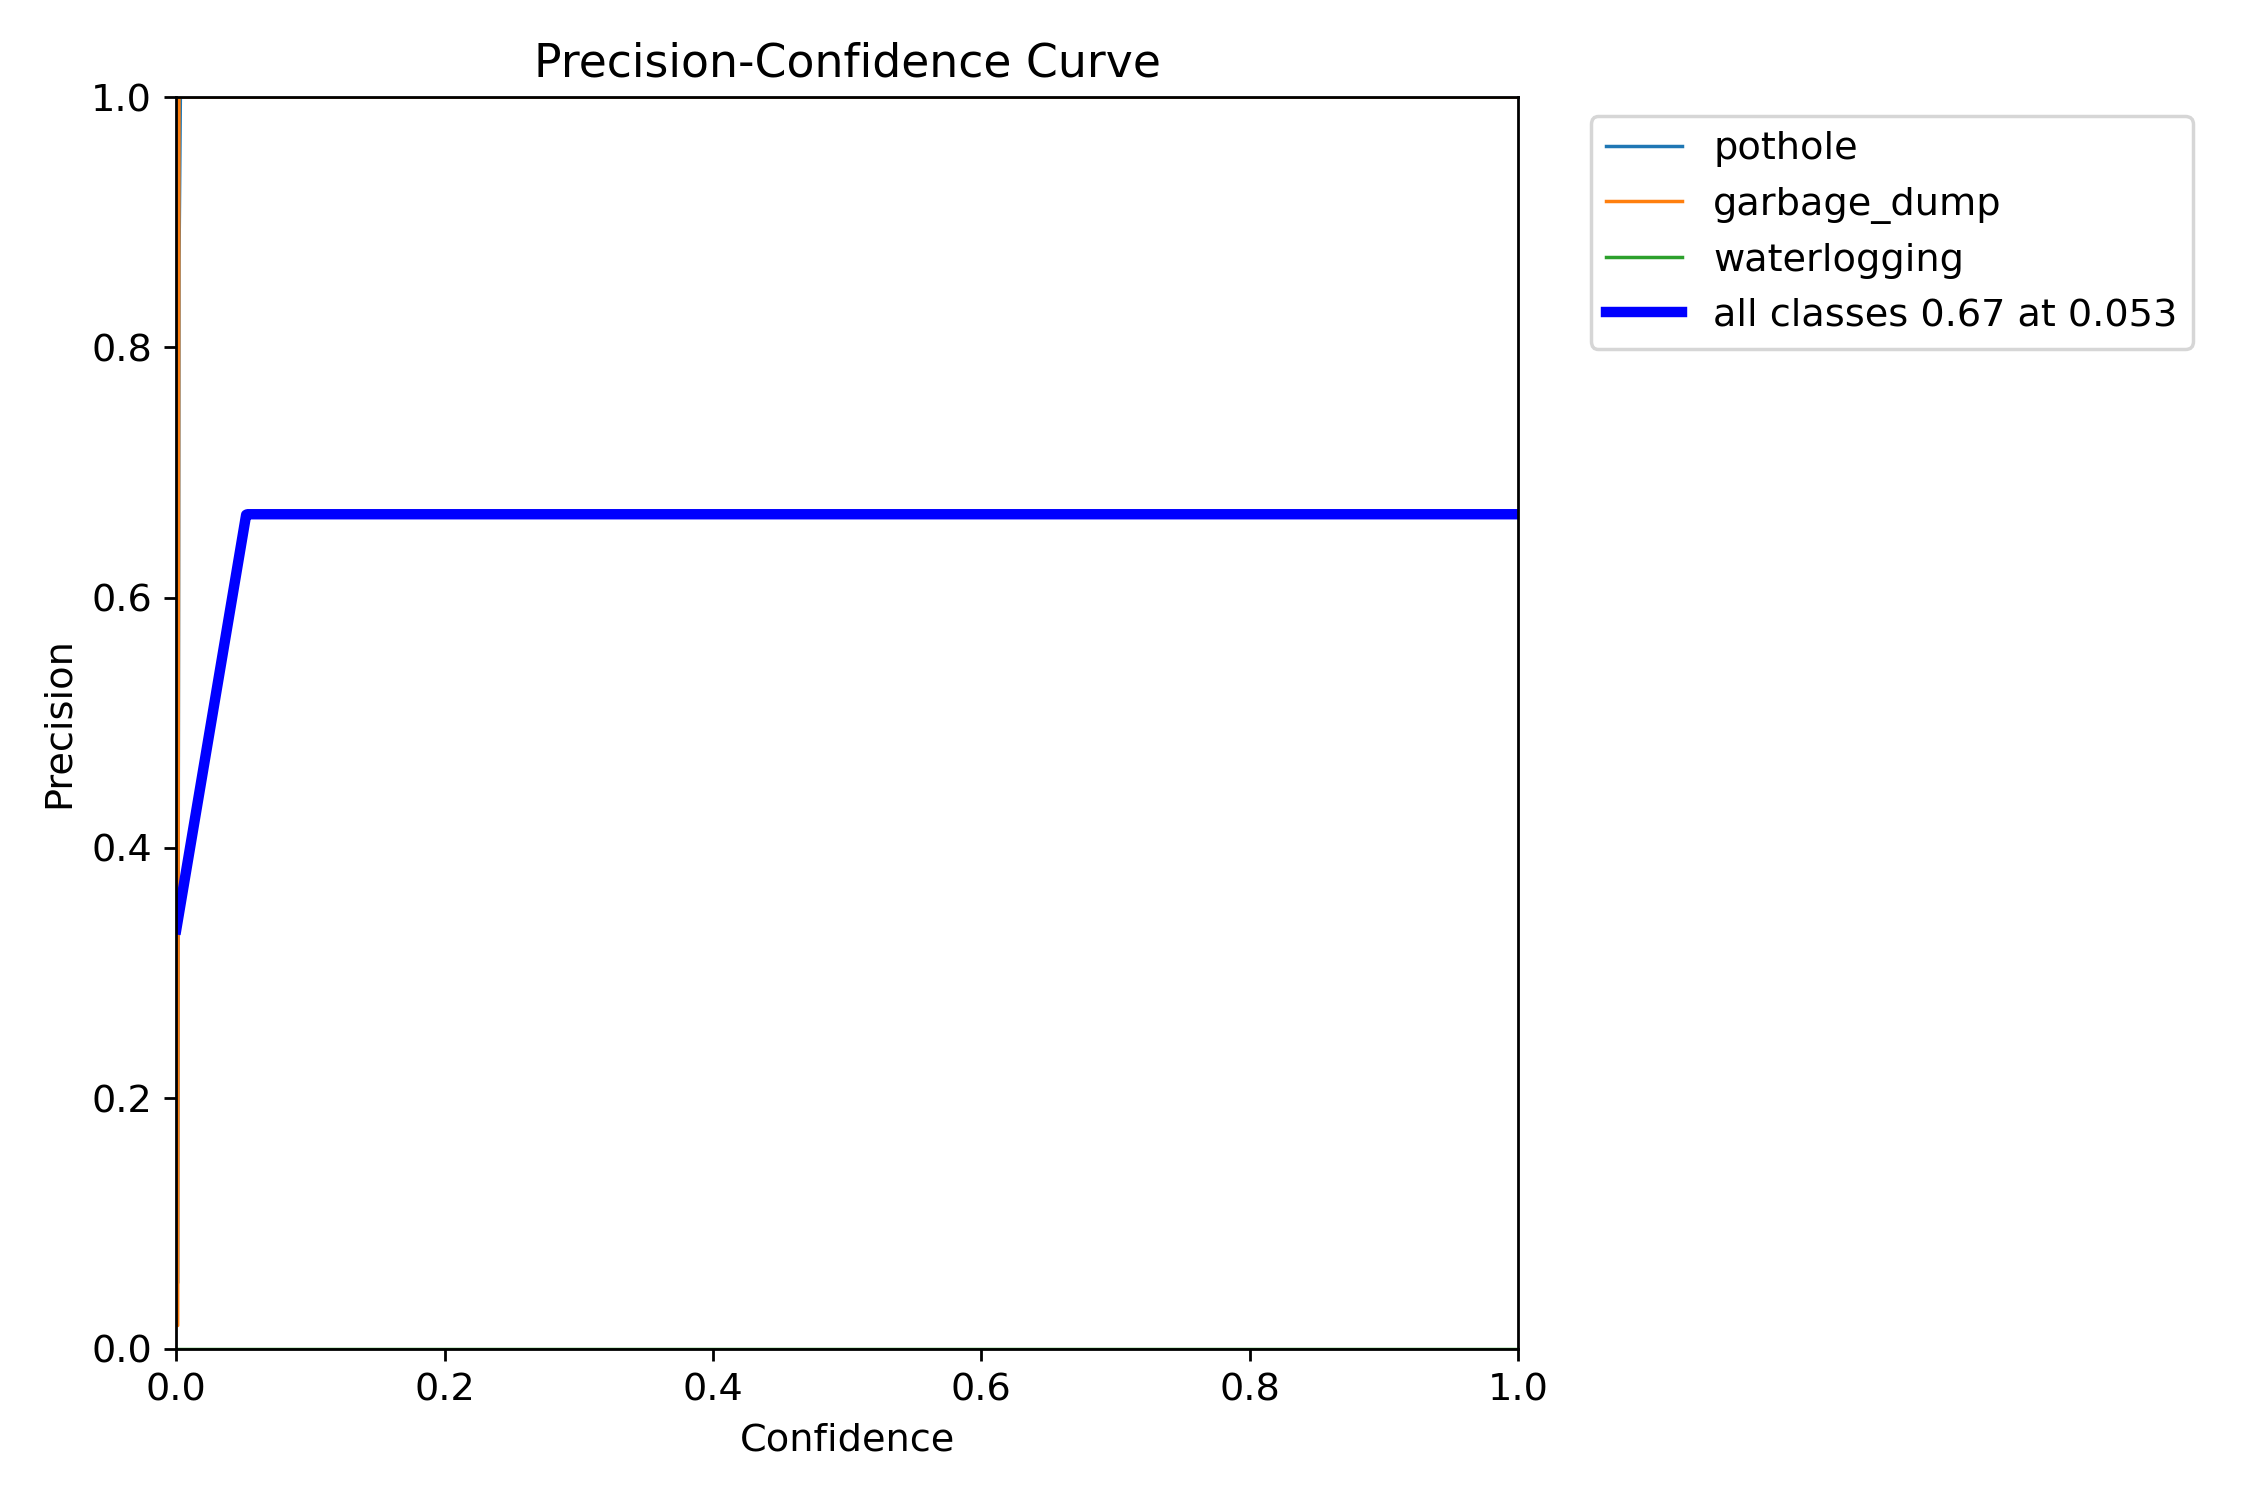 Precision-Confidence Curve
1.0
0.8
0.6
0.4
0.2
0.0
Precision
0.0 0.2 0.4 0.6 0.8 1.0
Confidence
pothole
garbage_dump
waterlogging
all classes 0.67 at 0.053